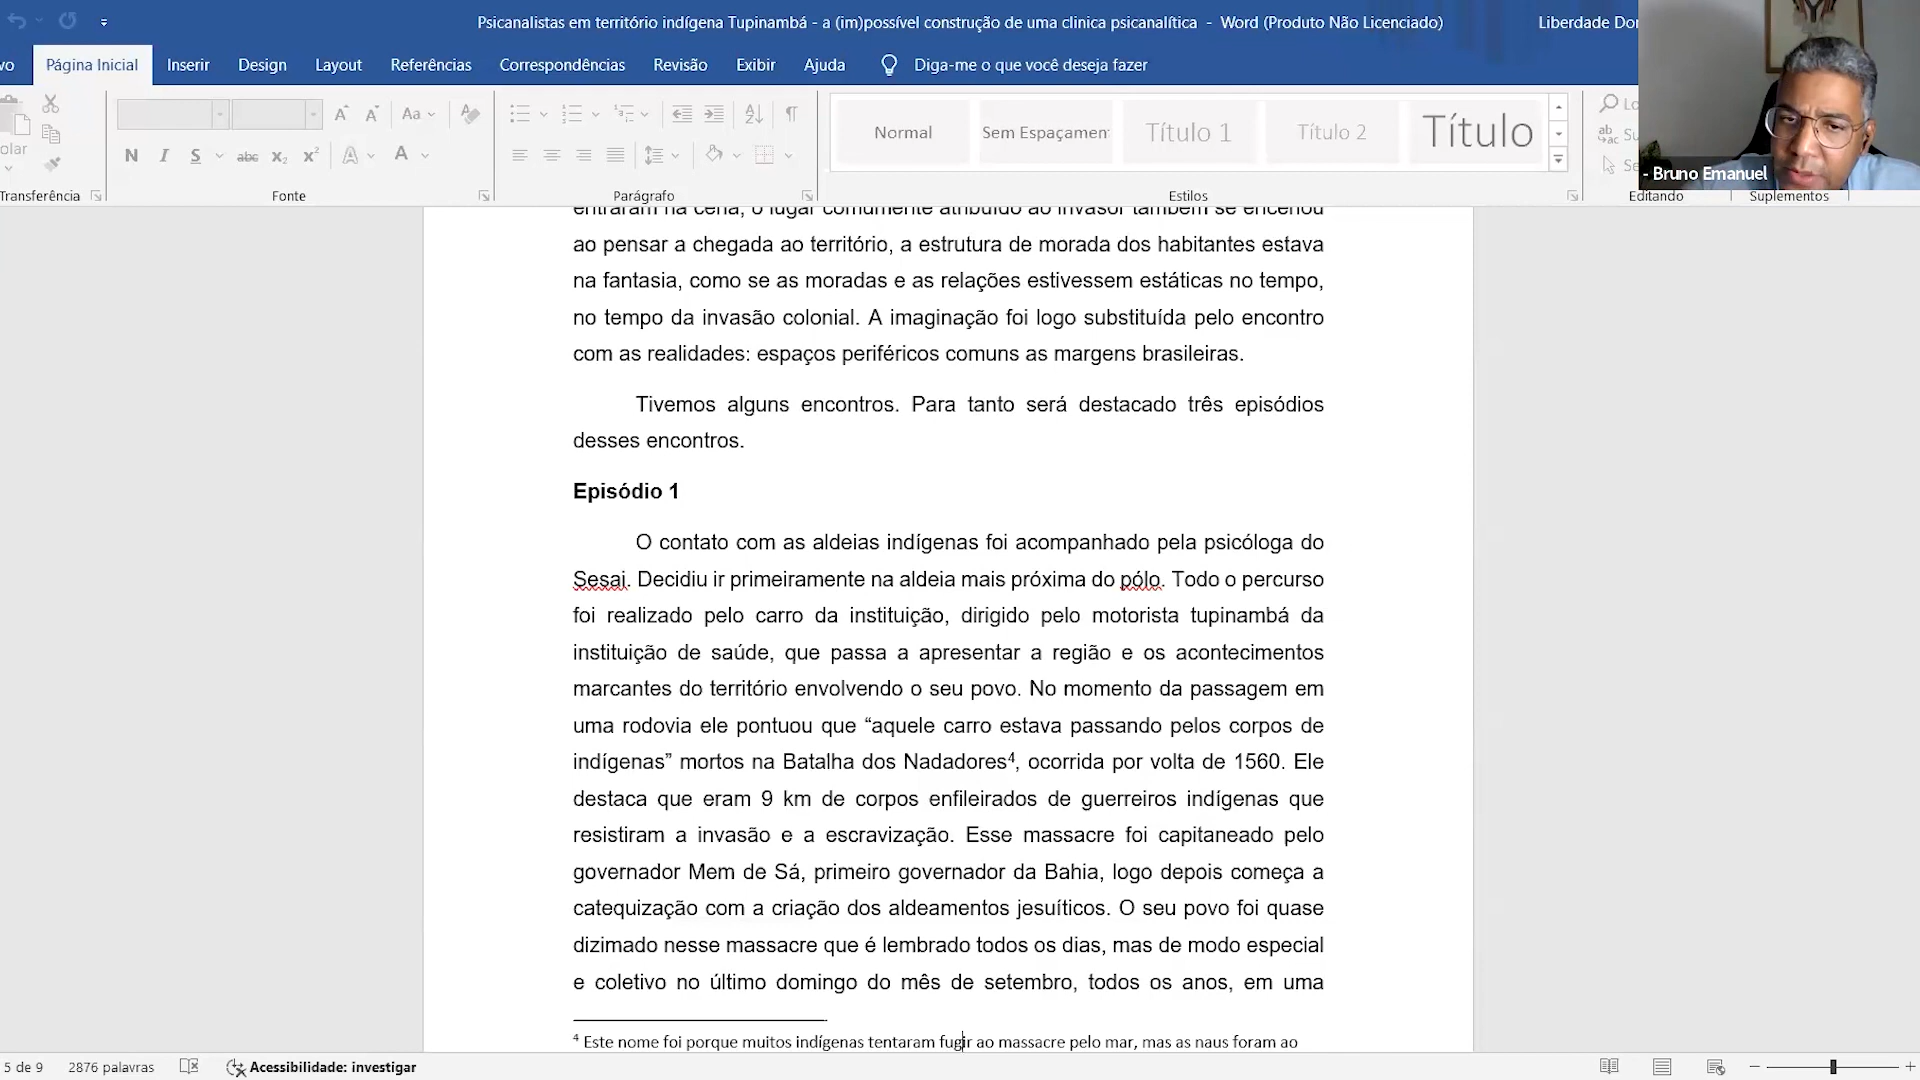 Psicanalistas em território indígena Tupinambá - a (im)possível construção de uma clinica psicanalítica - Word (Produto Não Licenciado)
Liberdade
Página Inicial Inserir Design Layout Referências Correspondências Revisão Exibir Ajuda Diga-me o que você deseja fazer
Normal Sem Espaçamen Título 1 Título 2 Título
Transferência Fonte Parágrafo Estilos Editando Suplementos
- Bruno Emanuel
entraram na cena, o lugar comumente atribuído ao invasor também se encenou
ao pensar a chegada ao território, a estrutura de morada dos habitantes estava
na fantasia, como se as moradas e as relações estivessem estáticas no tempo,
no tempo da invasão colonial. A imaginação foi logo substituída pelo encontro
com as realidades: espaços periféricos comuns as margens brasileiras.
Tivemos alguns encontros. Para tanto será destacado três episódios
desses encontros.
Episódio 1
O contato com as aldeias indígenas foi acompanhado pela psicóloga do
Sesai. Decidiu ir primeiramente na aldeia mais próxima do pólo. Todo o percurso
foi realizado pelo carro da instituição, dirigido pelo motorista tupinambá da
instituição de saúde, que passa a apresentar a região e os acontecimentos
marcantes do território envolvendo o seu povo. No momento da passagem em
uma rodovia ele pontuou que “aquele carro estava passando pelos corpos de
indígenas” mortos na Batalha dos Nadadores⁴, ocorrida por volta de 1560. Ele
destaca que eram 9 km de corpos enfileirados de guerreiros indígenas que
resistiram a invasão e a escravização. Esse massacre foi capitaneado pelo
governador Mem de Sá, primeiro governador da Bahia, logo depois começa a
catequização com a criação dos aldeamentos jesuíticos. O seu povo foi quase
dizimado nesse massacre que é lembrado todos os dias, mas de modo especial
e coletivo no último domingo do mês de setembro, todos os anos, em uma
⁴ Este nome foi porque muitos indígenas tentaram fugir ao massacre pelo mar, mas as naus foram ao
5 de 9 2876 palavras Acessibilidade: investigar